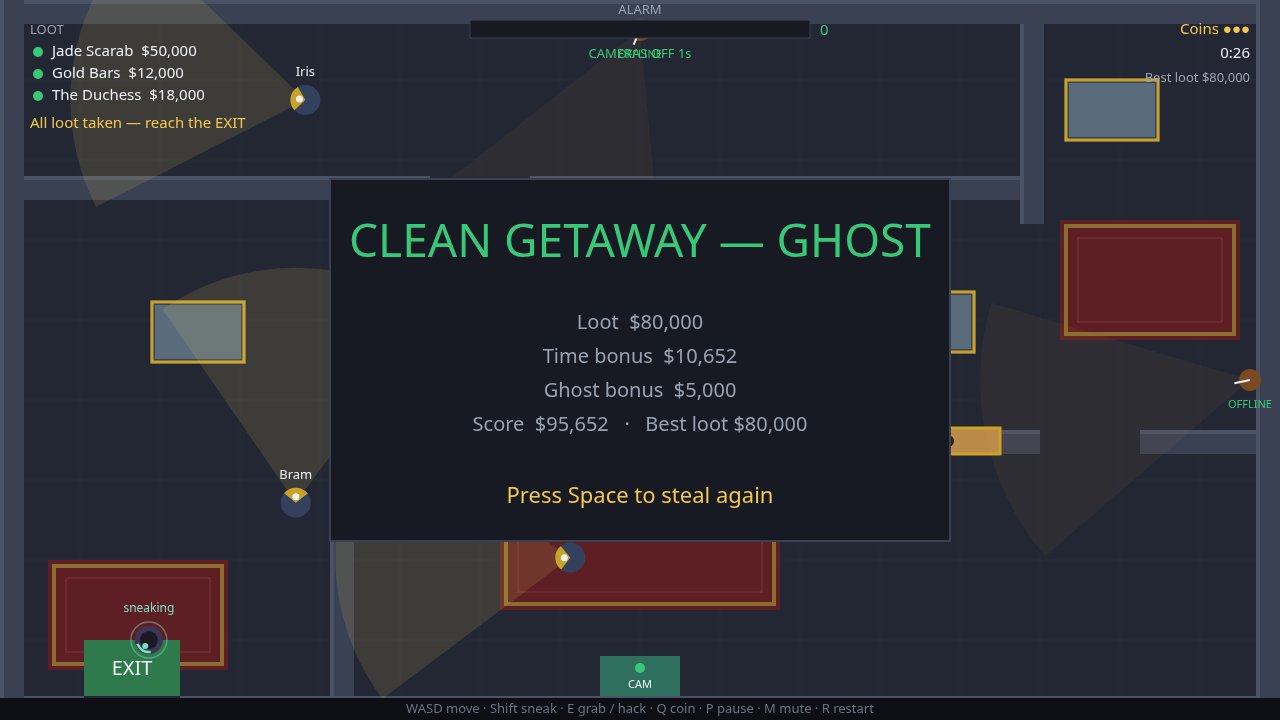 ALARM
LOOT
0
Coins
Jade Scarab $50,000
0:26
CAMERAS OFF 1s
Gold Bars $12,000
Iris
Best loot $80,000
The Duchess $18,000
All loot taken — reach the EXIT
CLEAN GETAWAY — GHOST
Loot $80,000
Time bonus $10,652
Ghost bonus $5,000
OFFLINE
Score $95,652 · Best loot $80,000
Bram
Press Space to steal again
sneaking
EXIT
CAM
WASD move · Shift sneak · E grab / hack · Q coin · P pause · M mute · R restart